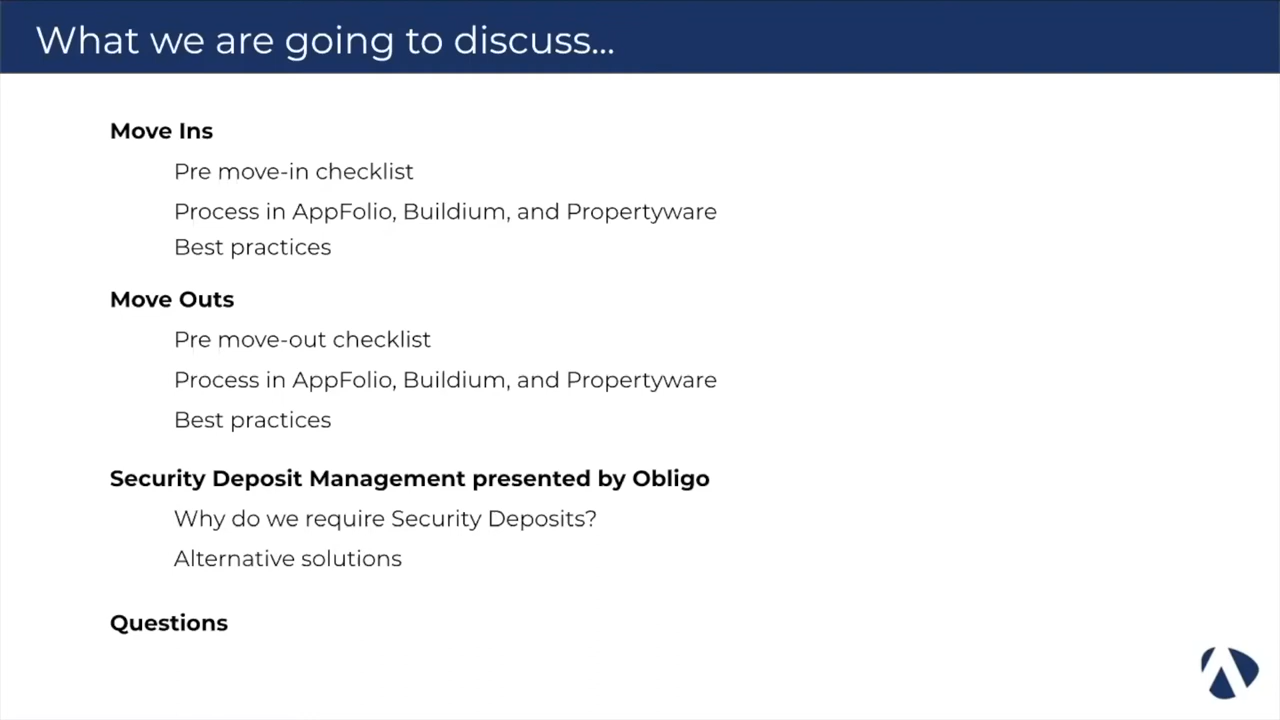 What we are going to discuss...
Move Ins
Pre move-in checklist
Process in AppFolio, Buildium, and Propertyware
Best practices
Move Outs
Pre move-out checklist
Process in AppFolio, Buildium, and Propertyware
Best practices
Security Deposit Management presented by Obligo
Why do we require Security Deposits?
Alternative solutions
Questions